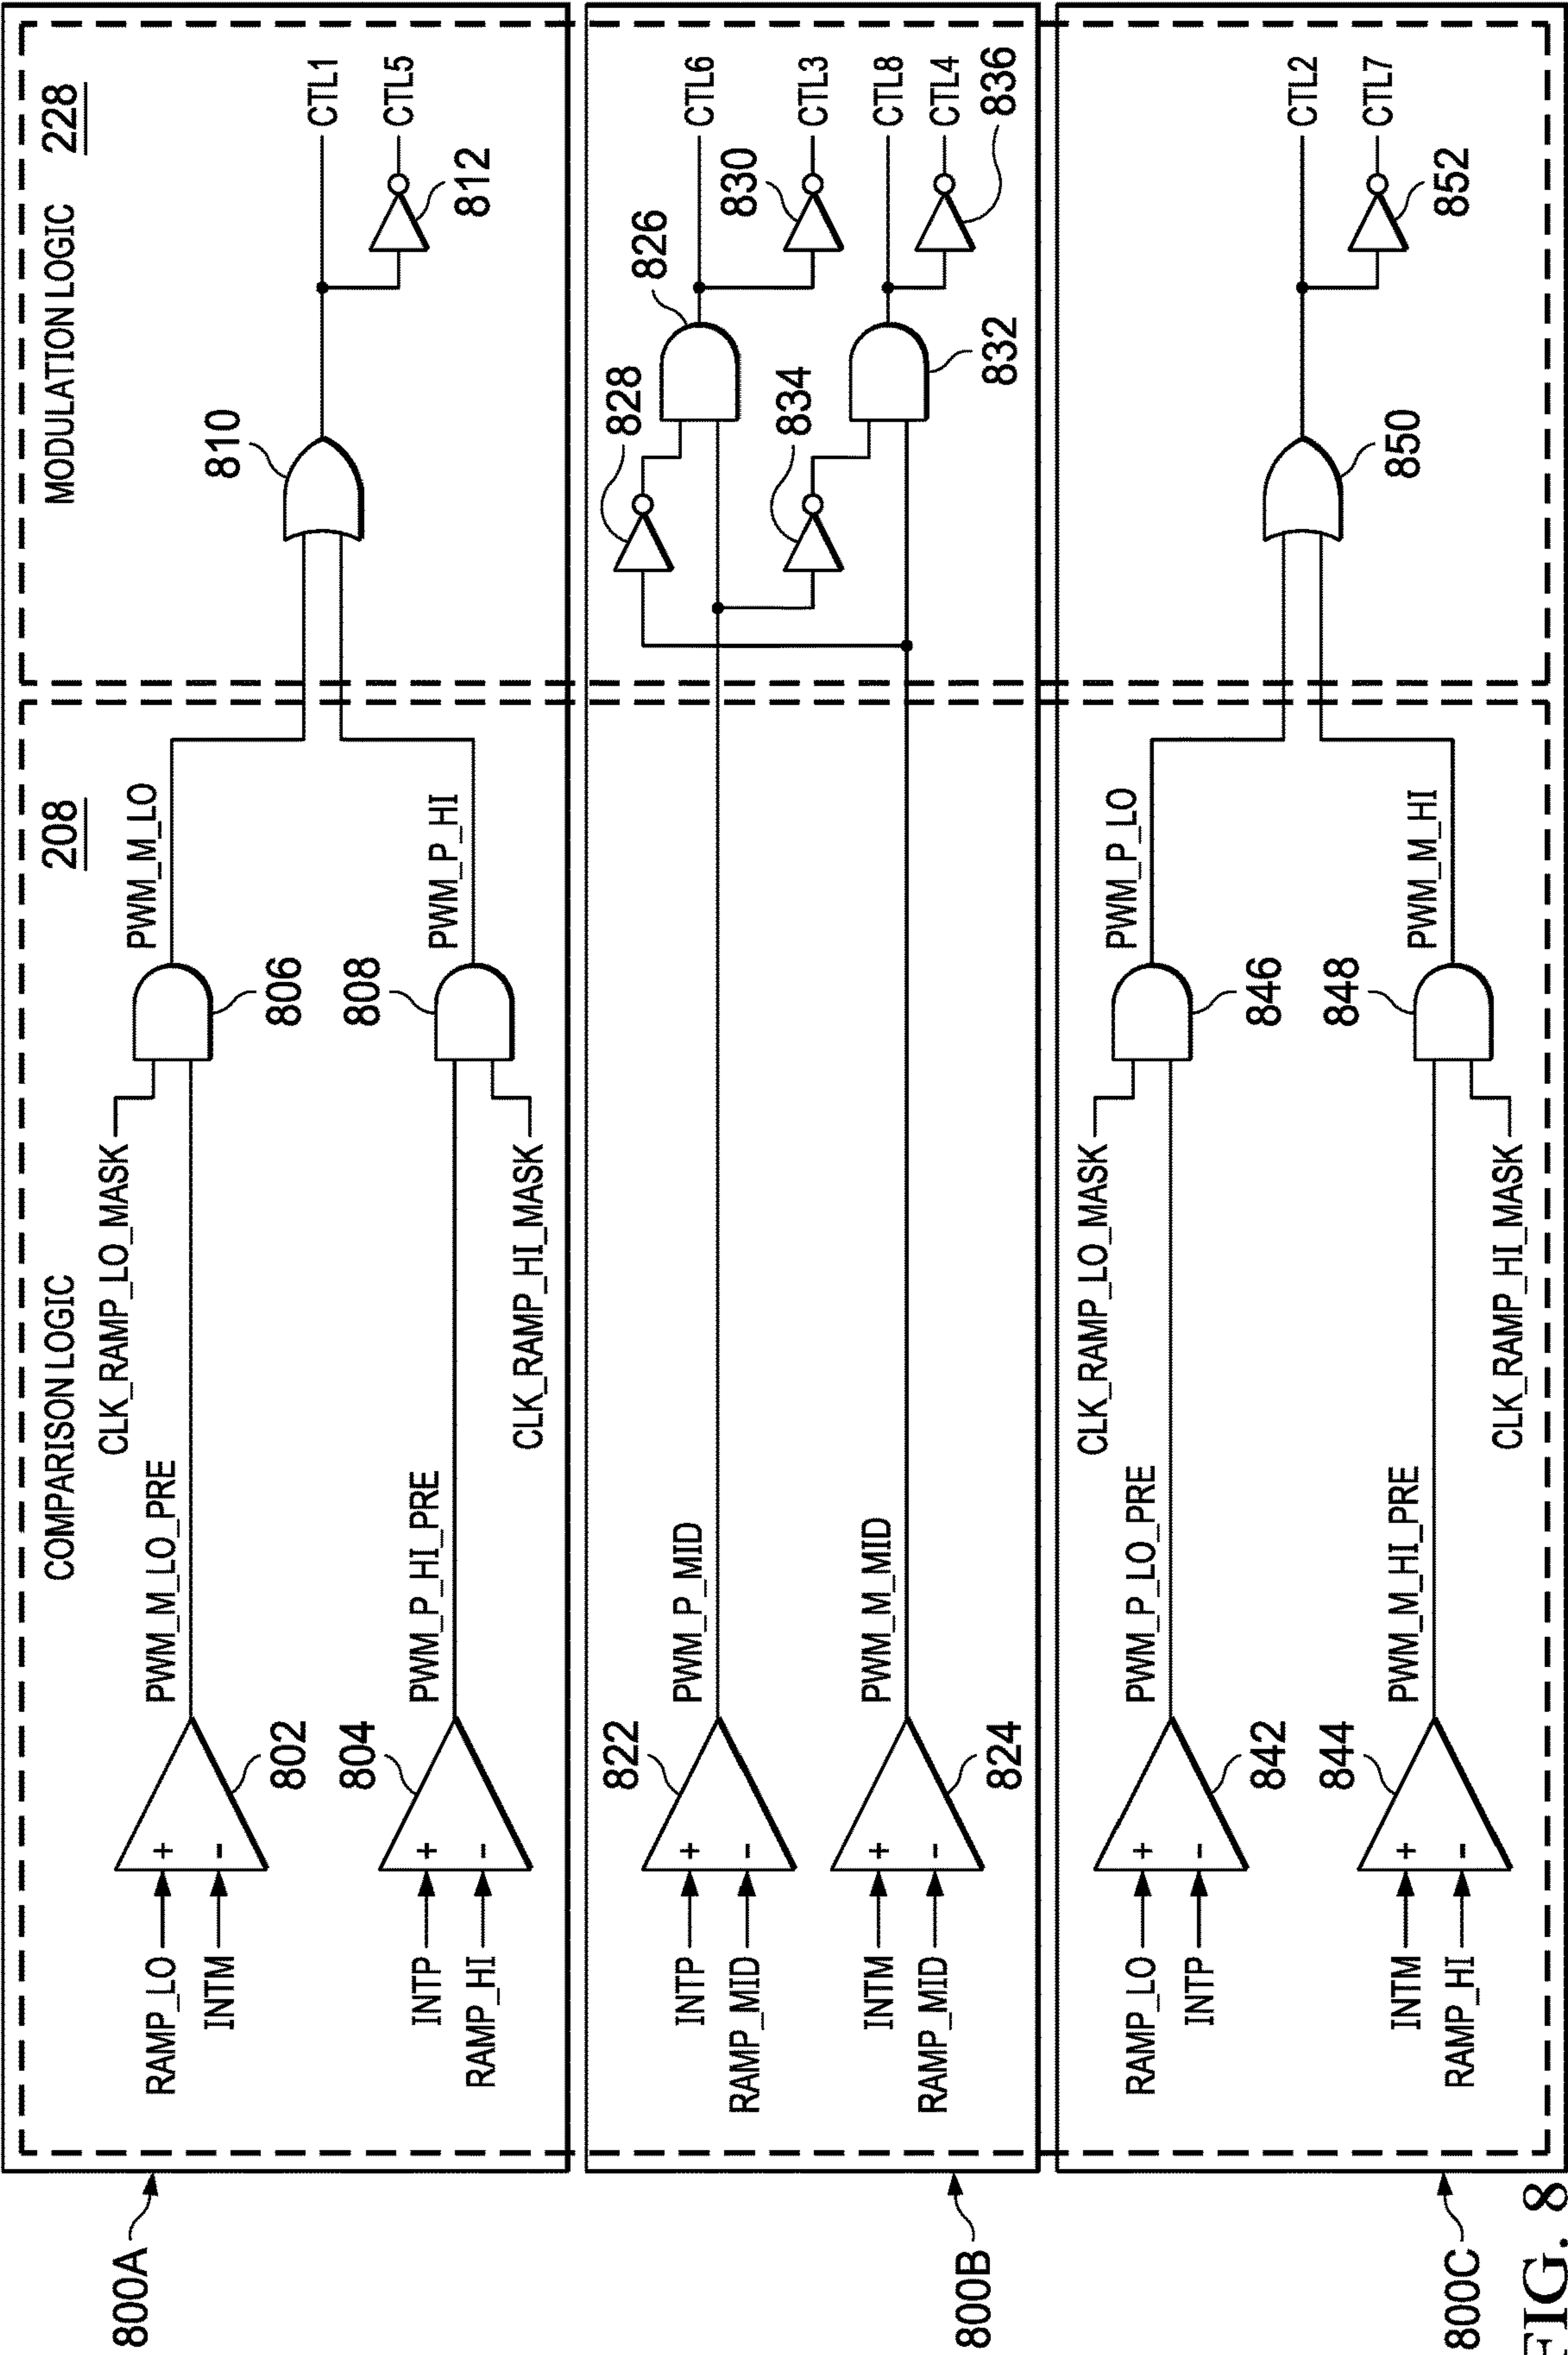 800A
COMPARISON LOGIC
208
MODULATION LOGIC
228
RAMP_LO
INTM
+
-
802
PWM_M_LO_PRE
CLK_RAMP_LO_MASK
806
PWM_M_LO
INTP
RAMP_HI
+
-
804
PWM_P_HI_PRE
CLK_RAMP_HI_MASK
808
PWM_P_HI
810
CTL1
812
CTL5
800B
INTP
RAMP_MID
+
-
822
PWM_P_MID
828
826
CTL6
830
CTL3
INTM
RAMP_MID
+
-
824
PWM_M_MID
834
832
CTL8
836
CTL4
800C
RAMP_LO
INTP
+
-
842
PWM_P_LO_PRE
CLK_RAMP_LO_MASK
846
PWM_P_LO
INTM
RAMP_HI
+
-
844
PWM_M_HI_PRE
CLK_RAMP_HI_MASK
848
PWM_M_HI
850
CTL2
852
CTL7
FIG. 8